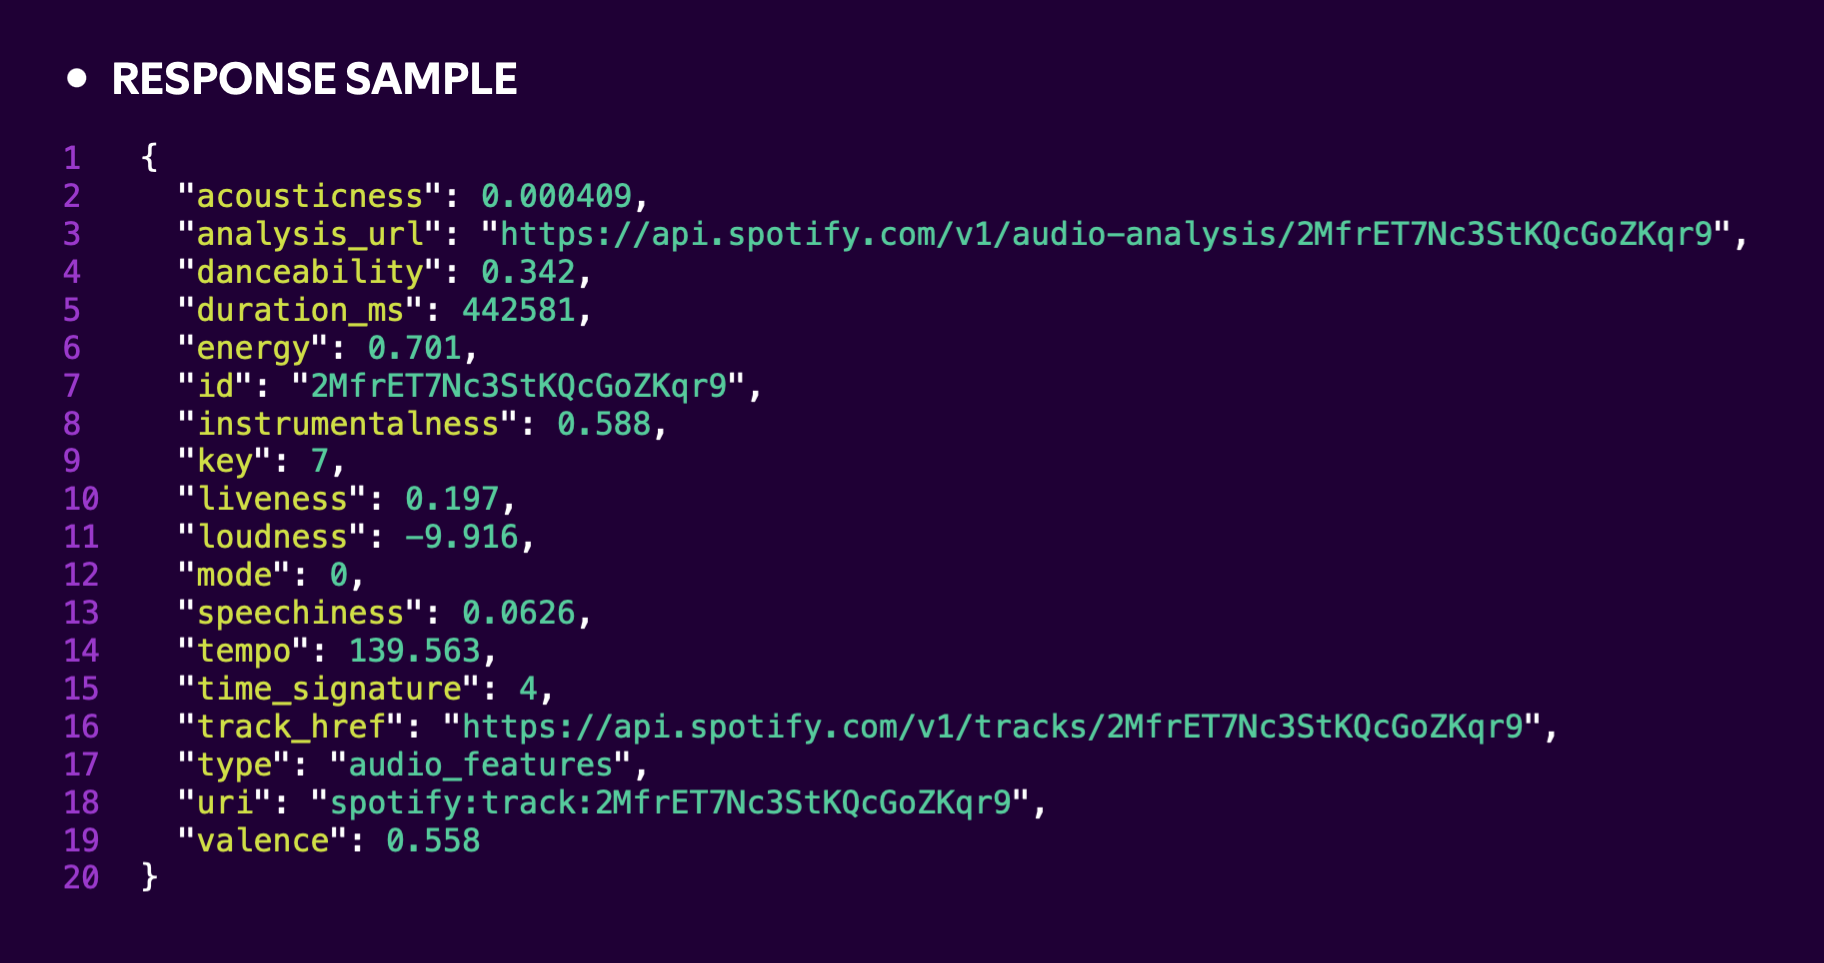 • RESPONSE SAMPLE
1 {
2 "acousticness": 0.000409,
3 "analysis_url": "https://api.spotify.com/v1/audio-analysis/2MfrET7Nc3StKQcGoZKqr9",
4 "danceability": 0.342,
5 "duration_ms": 442581,
6 "energy": 0.701,
7 "id": "2MfrET7Nc3StKQcGoZKqr9",
8 "instrumentalness": 0.588,
9 "key": 7,
10 "liveness": 0.197,
11 "loudness": -9.916,
12 "mode": 0,
13 "speechiness": 0.0626,
14 "tempo": 139.563,
15 "time_signature": 4,
16 "track_href": "https://api.spotify.com/v1/tracks/2MfrET7Nc3StKQcGoZKqr9",
17 "type": "audio_features",
18 "uri": "spotify:track:2MfrET7Nc3StKQcGoZKqr9",
19 "valence": 0.558
20 }